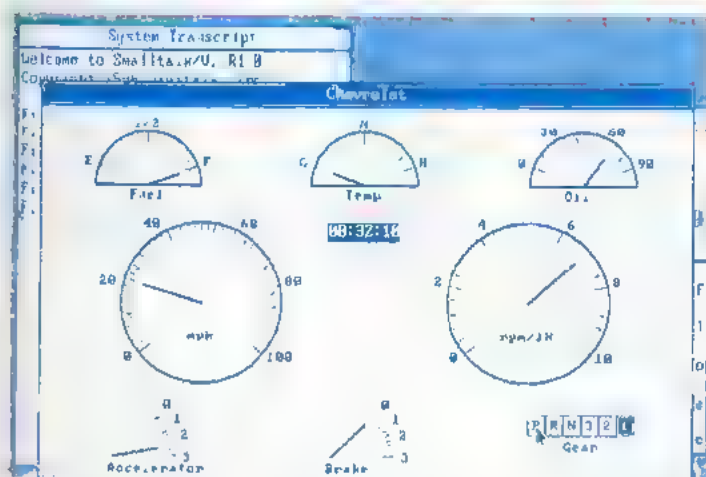 System Transcript
Welcome to Smalltalk/V, R1
Chevrolet
E 1/2 F
Fuel
C N H
Temp
0 30 60 90
Oil
08:32:16
0 20 40 60 80 100
mph
0 2 4 6 8 10
rpm/1K
0 1 2 3
Accelerator
0 1 2 3
Brake
P R N 3 2
Gear